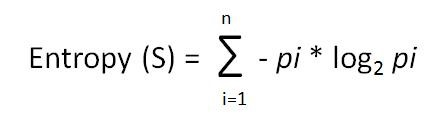 n
Entropy (S) = ∑ - pi * log₂ pi
i=1